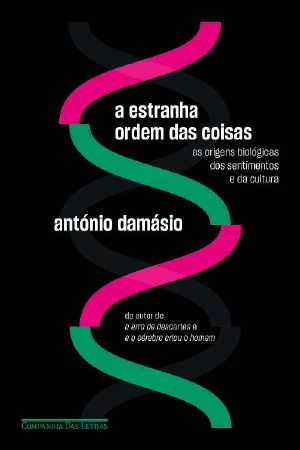 a estranha
ordem das coisas
as origens biológicas
dos sentimentos
e da cultura
antónio damásio
do autor de
o erro de descartes e
e o cérebro criou o homem
COMPANHIA DAS LETRAS